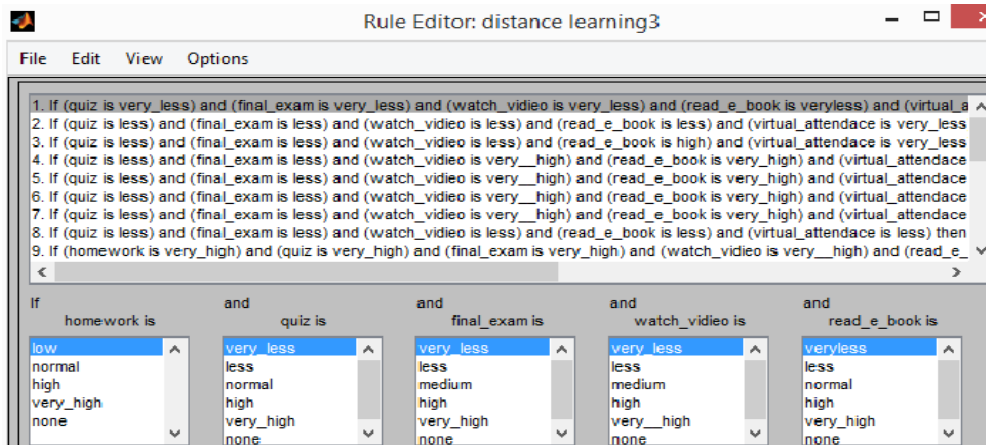 Rule Editor: distance learning3
File Edit View Options
1. If (quiz is very_less) and (final_exam is very_less) and (watch_vidieo is very_less) and (read_e_book is veryless) and (virtual_a
2. If (quiz is less) and (final_exam is less) and (watch_vidieo is less) and (read_e_book is less) and (virtual_attendace is very_less
3. If (quiz is less) and (final_exam is less) and (watch_vidieo is less) and (read_e_book is high) and (virtual_attendace is very_less
4. If (quiz is less) and (final_exam is less) and (watch_vidieo is very__high) and (read_e_book is very_high) and (virtual_attendace
5. If (quiz is less) and (final_exam is less) and (watch_vidieo is very__high) and (read_e_book is very_high) and (virtual_attendace
6. If (quiz is less) and (final_exam is less) and (watch_vidieo is very__high) and (read_e_book is very_high) and (virtual_attendace
7. If (quiz is less) and (final_exam is less) and (watch_vidieo is very__high) and (read_e_book is very_high) and (virtual_attendace
8. If (quiz is less) and (final_exam is less) and (watch_vidieo is less) and (read_e_book is less) and (virtual_attendace is less) then
9. If (homework is very_high) and (quiz is very_high) and (final_exam is very_high) and (watch_vidieo is very__high) and (read_e_
If and and and and
homework is quiz is final_exam is watch_vidieo is read_e_book is
low very_less very_less very_less veryless
normal less less less less
high normal medium medium normal
very_high high high high high
none very_high very_high very__high very_high
none none none none